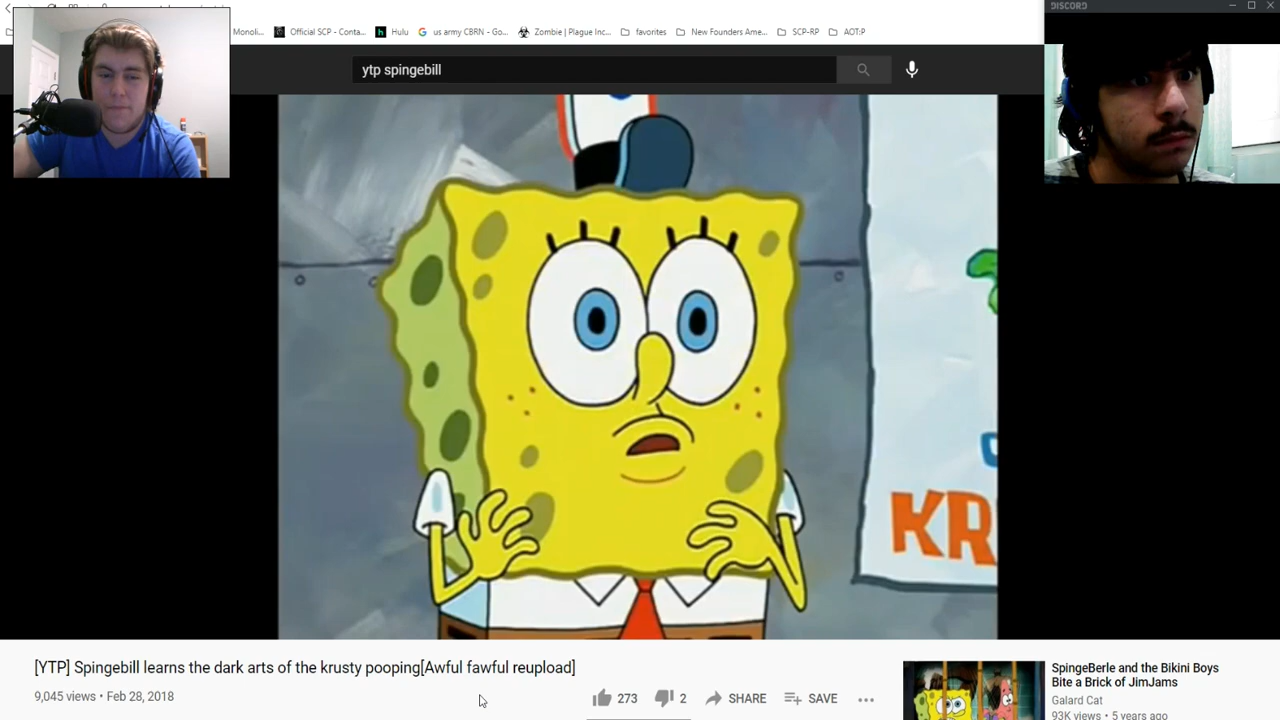 DISCORD
Monoli...
Official SCP - Conta...
Hulu
us army CBRN - Go...
Zombie | Plague Inc...
favorites
New Founders Ame...
SCP-RP
AOT:P
ytp spingebill
KR
[YTP] Spingebill learns the dark arts of the krusty pooping[Awful fawful reupload]
9,045 views • Feb 28, 2018
273
2
SHARE
SAVE
SpingeBerle and the Bikini Boys
Bite a Brick of JimJams
Galard Cat
93K views • 5 years ago